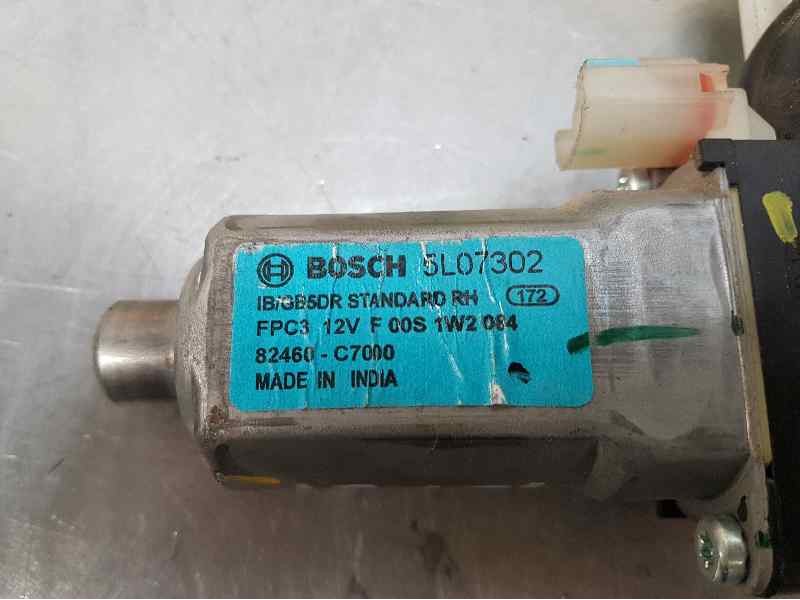 BOSCH 5L07302
IB/GB5DR STANDARD RH 172
FPC3 12V F 00S 1W2 084
82460 - C7000
MADE IN INDIA